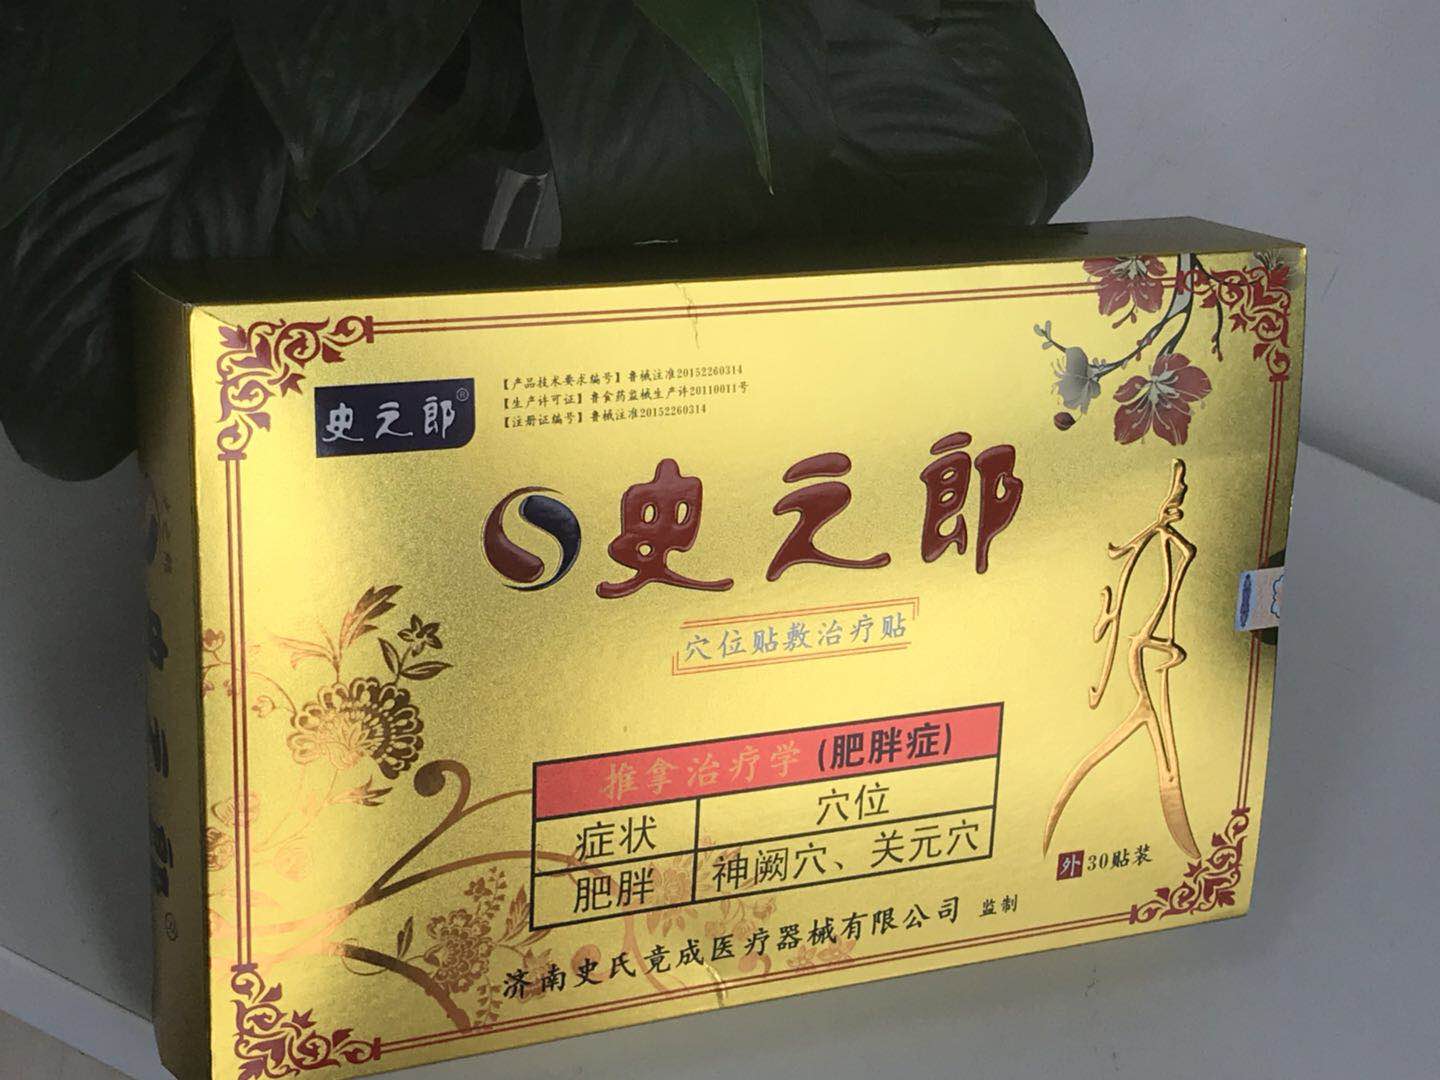 史之郎®
【产品技术要求编号】鲁械注准20152260314
【生产许可证】鲁食药监械生产许20110011号
【注册证编号】鲁械注准20152260314
史之郎
穴位贴敷治疗贴
推拿治疗学(肥胖症)
症状 穴位
肥胖 神阙穴、关元穴
外 30贴装
济南史氏竟成医疗器械有限公司 监制
史之郎®